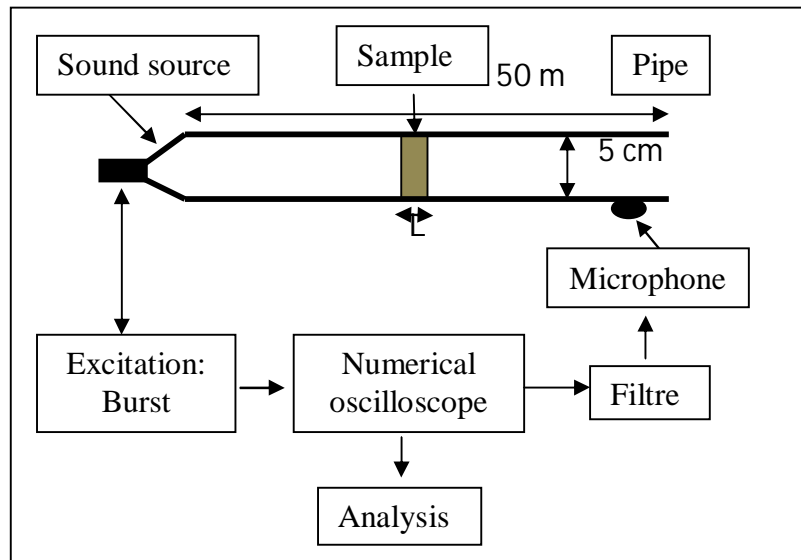 Sound source
Sample
50 m
Pipe
5 cm
L
Microphone
Excitation:
Burst
Numerical
oscilloscope
Filtre
Analysis